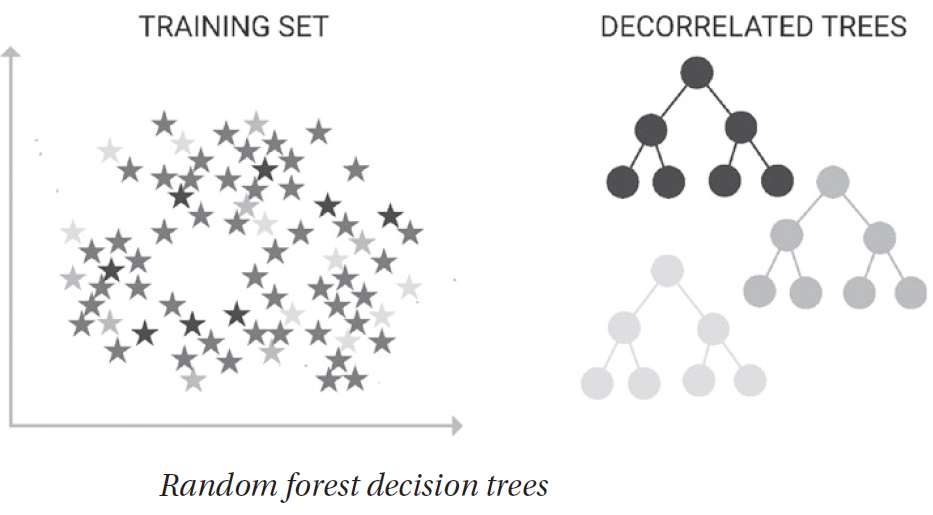 TRAINING SET
DECORRELATED TREES
Random forest decision trees